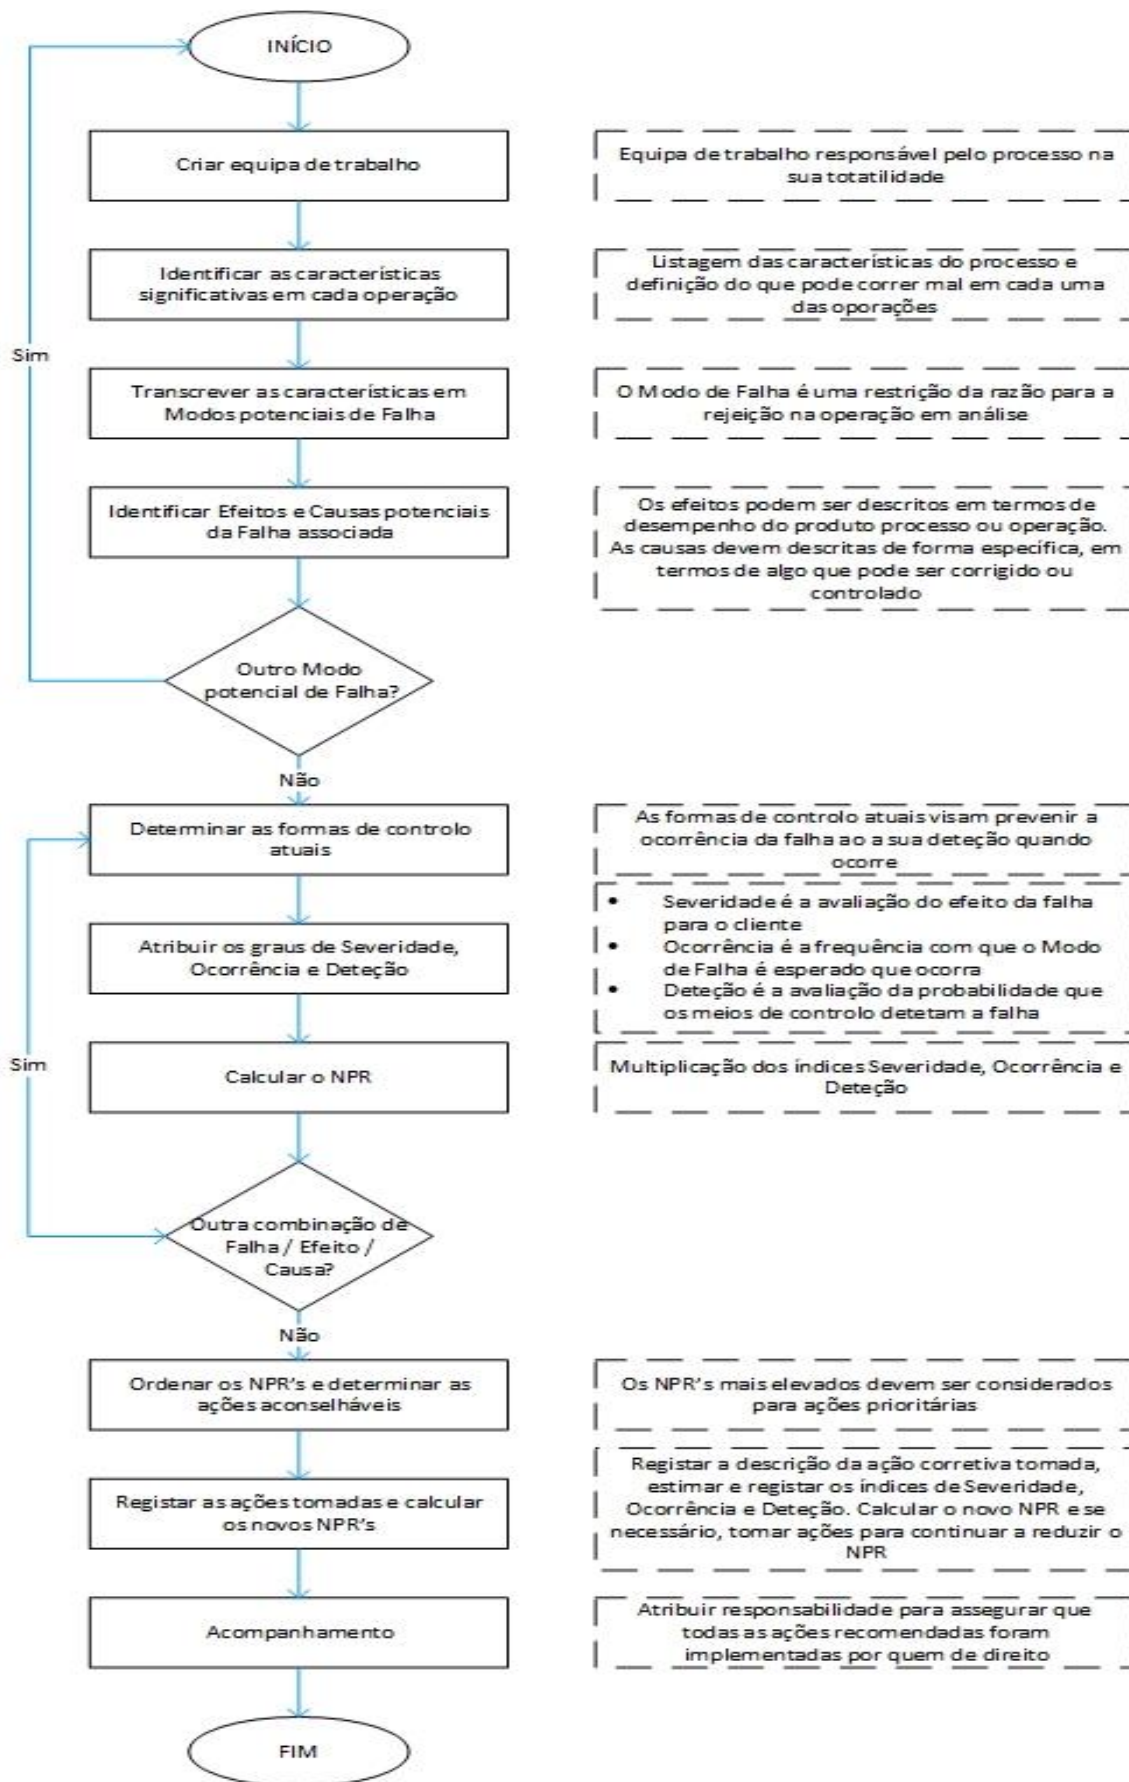 INÍCIO
Criar equipa de trabalho
Equipa de trabalho responsável pelo processo na
sua totatilidade
Identificar as características
significativas em cada operação
Listagem das características do processo e
definição do que pode correr mal em cada uma
das oporações
Sim
Transcrever as características em
Modos potenciais de Falha
O Modo de Falha é uma restrição da razão para a
rejeição na operação em análise
Identificar Efeitos e Causas potenciais
da Falha associada
Os efeitos podem ser descritos em termos de
desempenho do produto processo ou operação.
As causas devem descritas de forma específica, em
termos de algo que pode ser corrigido ou
controlado
Outro Modo
potencial de Falha?
Não
Determinar as formas de controlo
atuais
As formas de controlo atuais visam prevenir a
ocorrência da falha ao a sua deteção quando
ocorre
Atribuir os graus de Severidade,
Ocorrência e Deteção
• Severidade é a avaliação do efeito da falha
para o cliente
• Ocorrência é a frequência com que o Modo
de Falha é esperado que ocorra
• Deteção é a avaliação da probabilidade que
os meios de controlo detetam a falha
Sim
Calcular o NPR
Multiplicação dos índices Severidade, Ocorrência e
Deteção
Outra combinação de
Falha / Efeito /
Causa?
Não
Ordenar os NPR's e determinar as
ações aconselháveis
Os NPR's mais elevados devem ser considerados
para ações prioritárias
Registar as ações tomadas e calcular
os novos NPR's
Registar a descrição da ação corretiva tomada,
estimar e registar os índices de Severidade,
Ocorrência e Deteção. Calcular o novo NPR e se
necessário, tomar ações para continuar a reduzir o
NPR
Acompanhamento
Atribuir responsabilidade para assegurar que
todas as ações recomendadas foram
implementadas por quem de direito
FIM